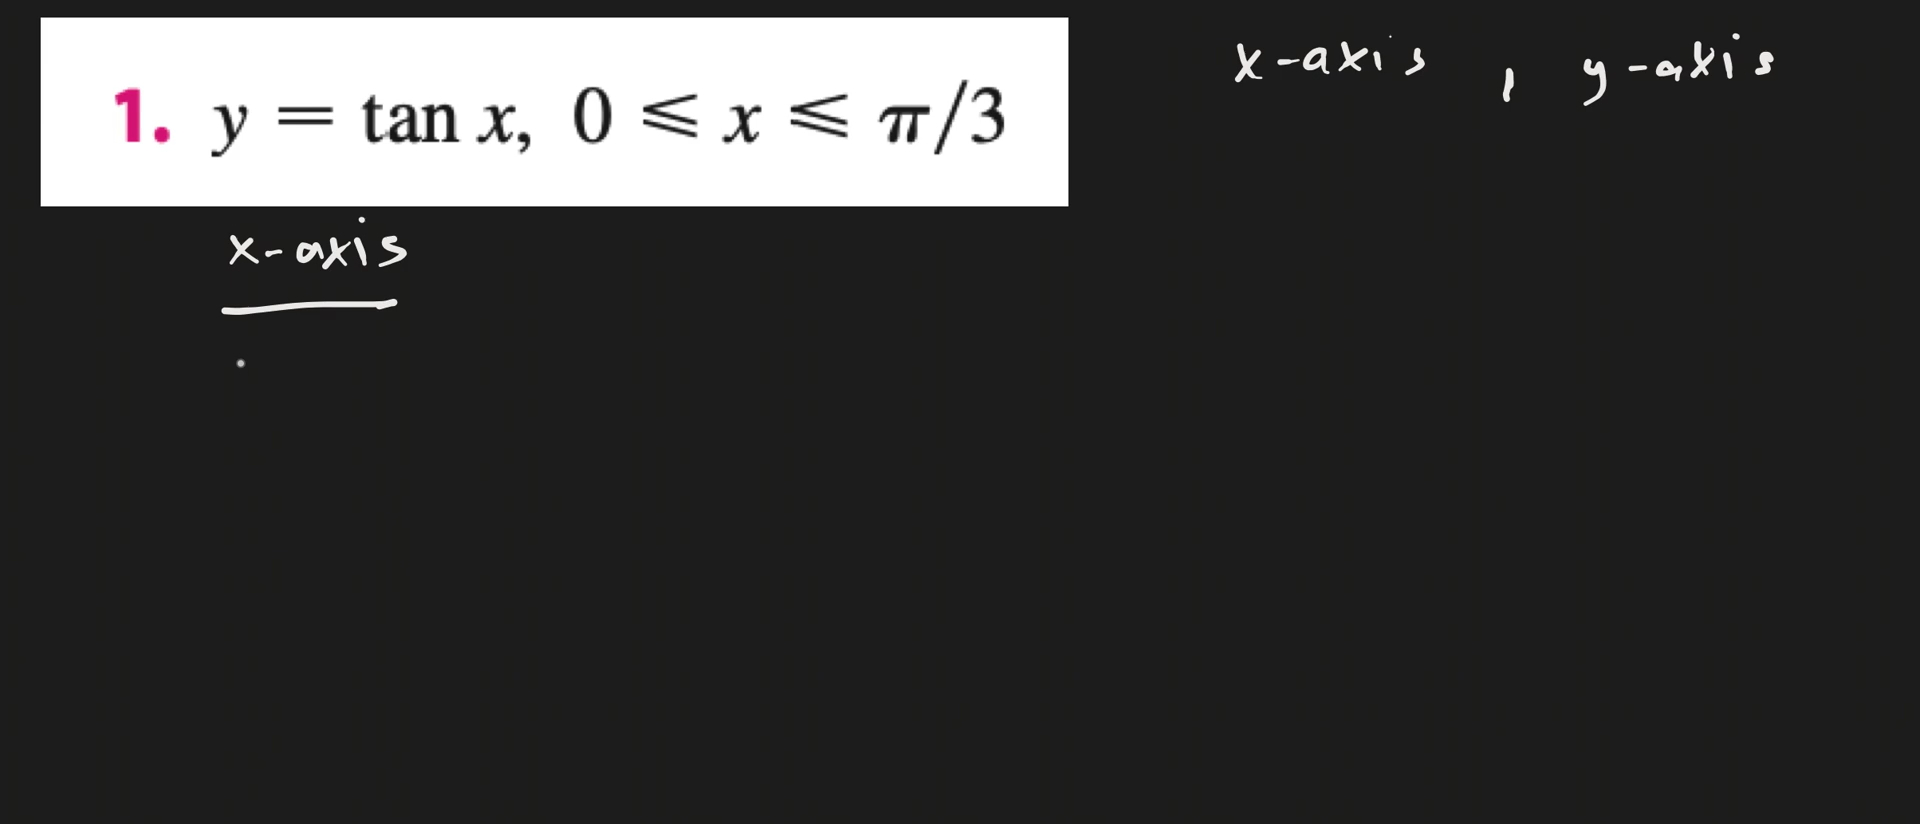 1. y = tan x, 0 ⩽ x ⩽ π/3
x-axis, y-axis
x-axis